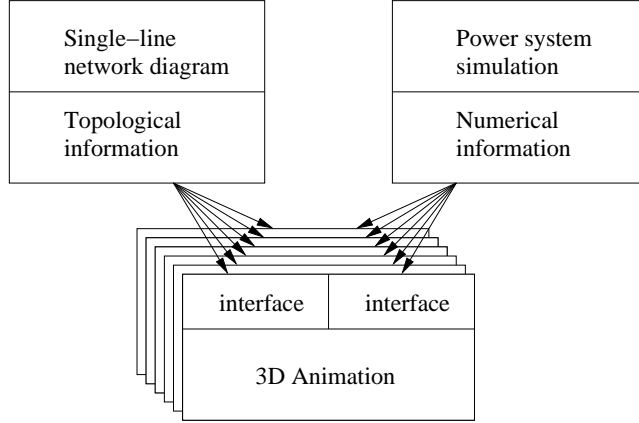 Single−line
network diagram
Topological
information
Power system
simulation
Numerical
information
interface
interface
3D Animation